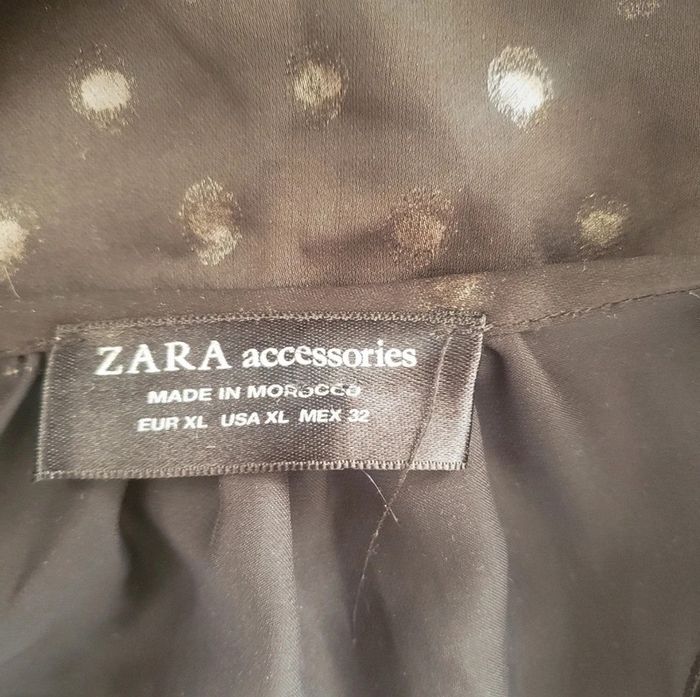 ZARA accessories
MADE IN MOROCCO
EUR XL USA XL MEX 32